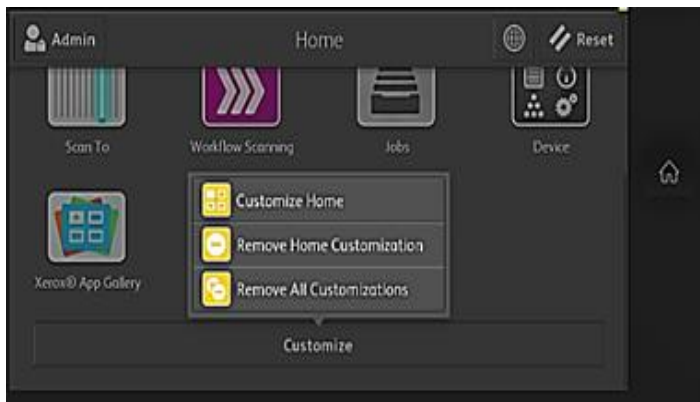 Admin
Home
Reset
Scan To
Workflow Scanning
Jobs
Device
Xerox® App Gallery
Customize Home
Remove Home Customization
Remove All Customizations
Customize